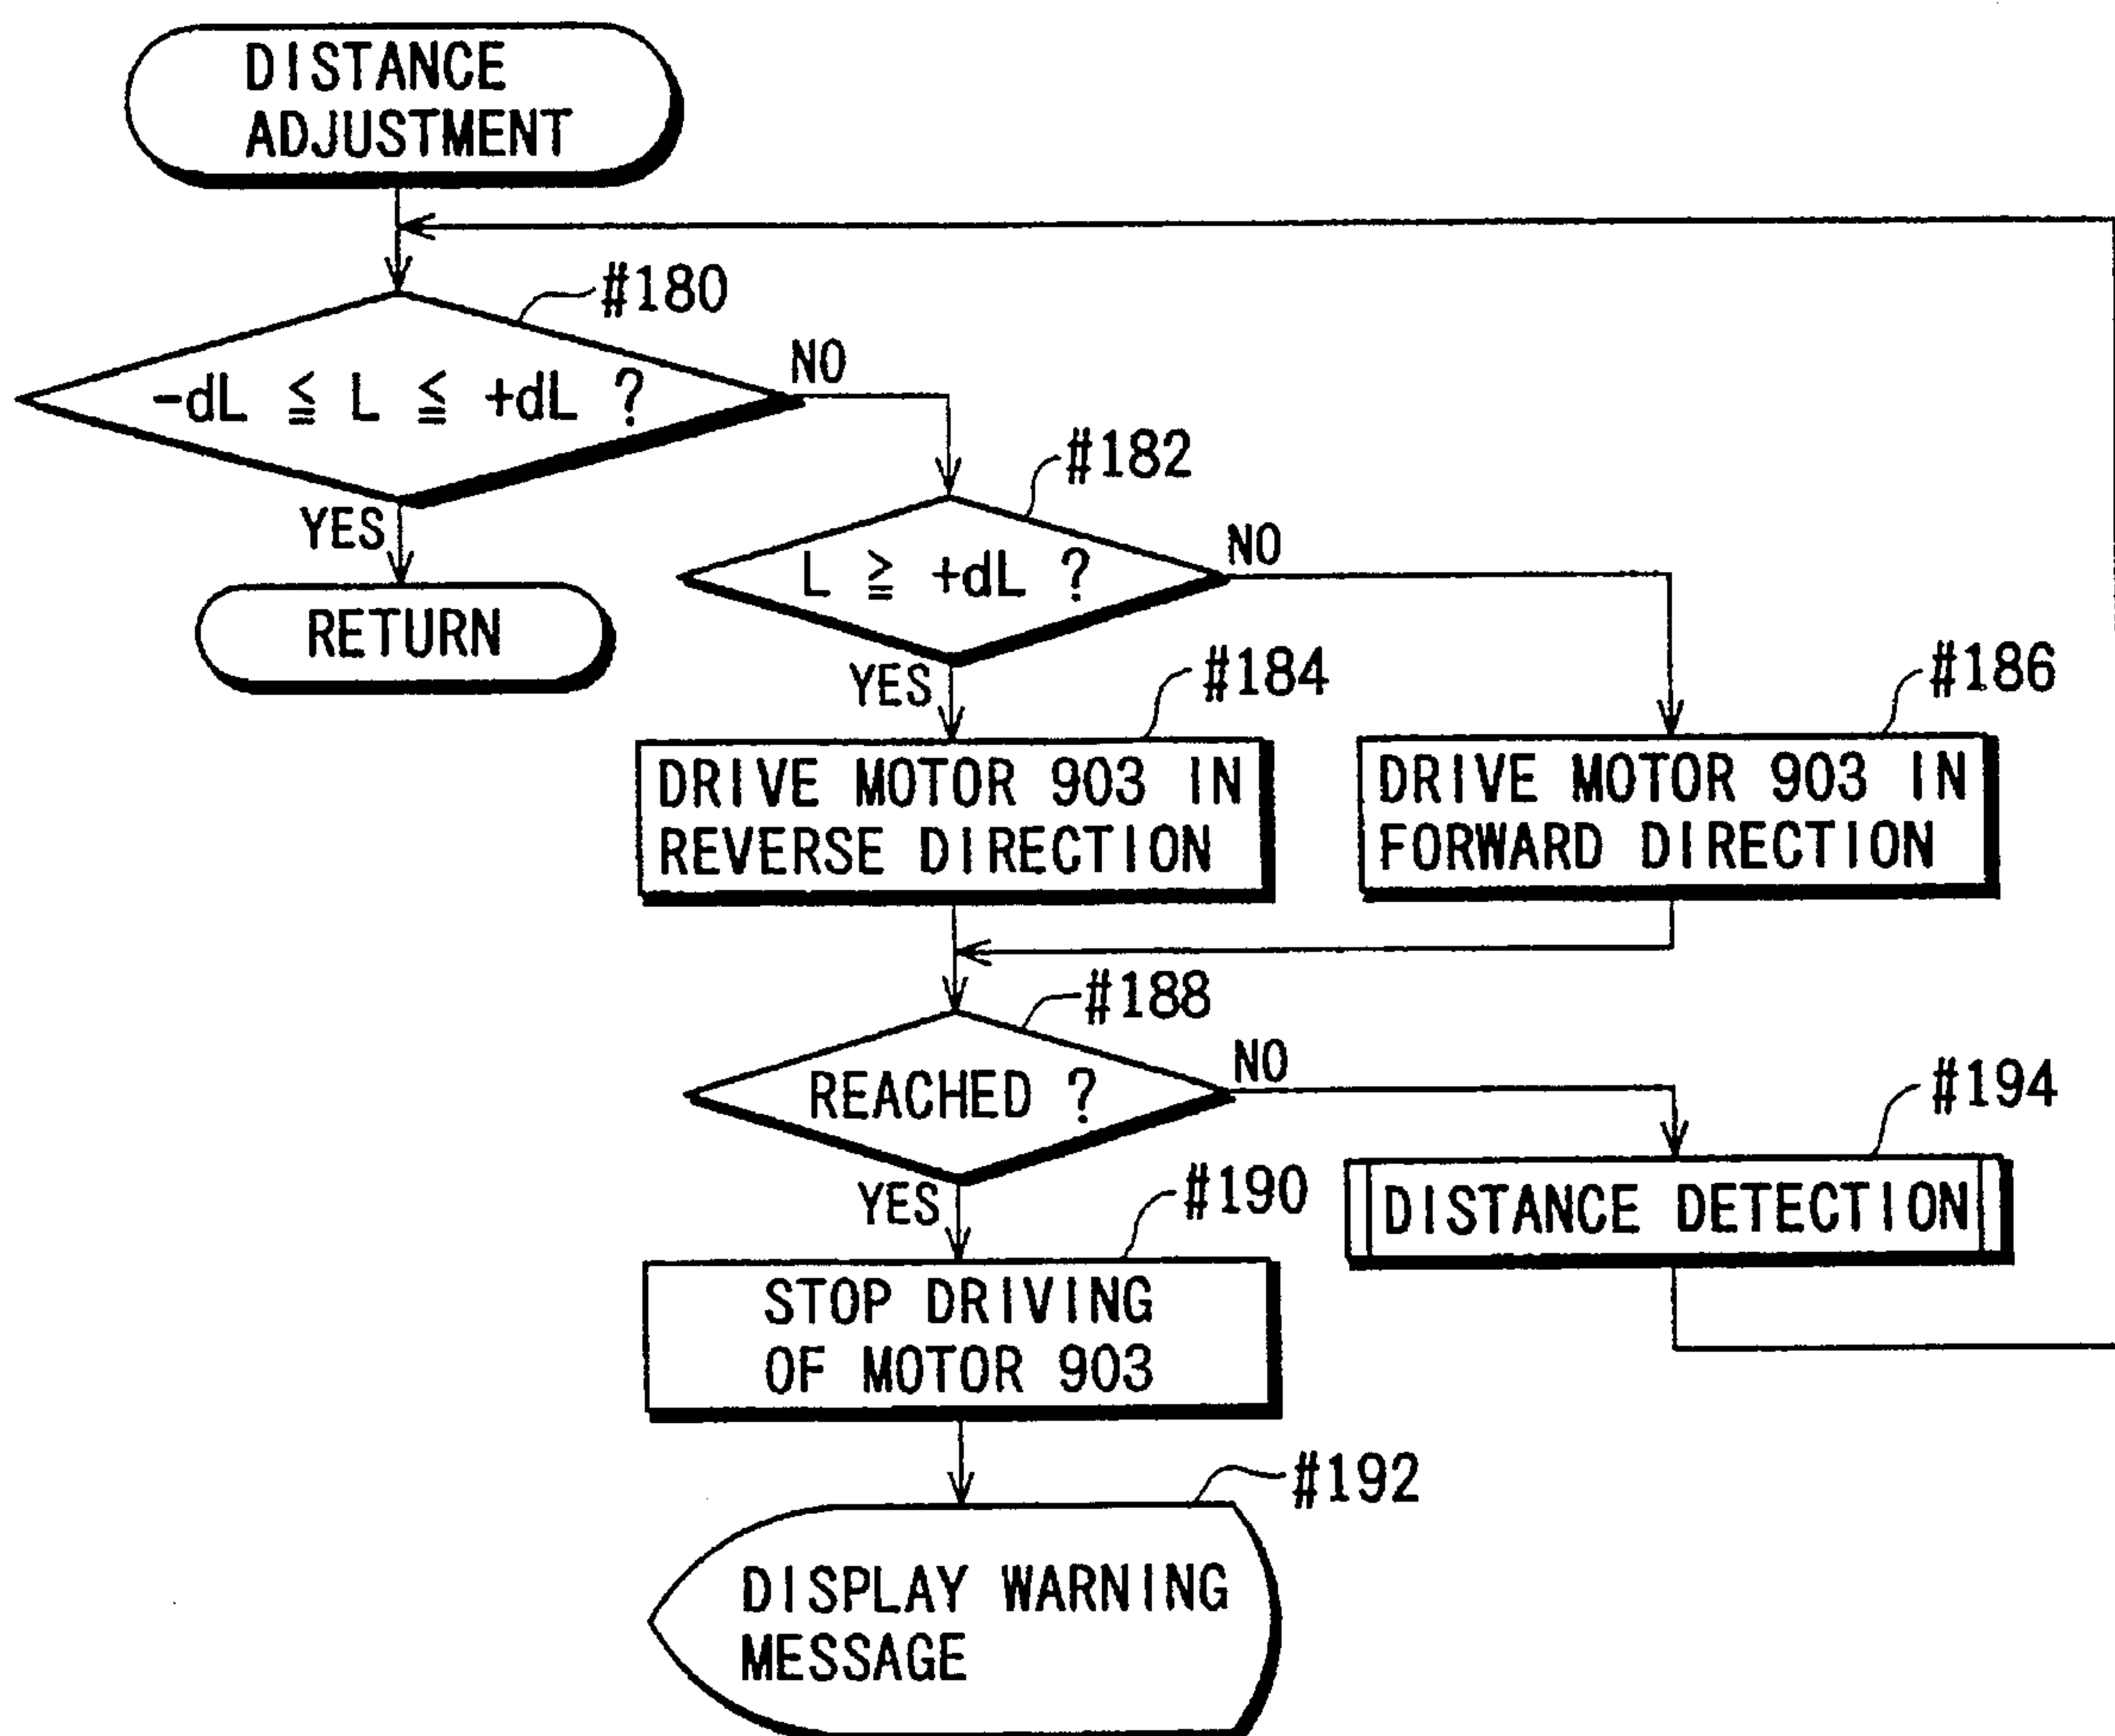 DISTANCE
ADJUSTMENT
#180
-dL ≦ L ≦ +dL ?
NO
YES
RETURN
#182
L ≧ +dL ?
NO
YES
#184
DRIVE MOTOR 903 IN
REVERSE DIRECTION
#186
DRIVE MOTOR 903 IN
FORWARD DIRECTION
#188
REACHED ?
NO
YES
#194
DISTANCE DETECTION
#190
STOP DRIVING
OF MOTOR 903
#192
DISPLAY WARNING
MESSAGE